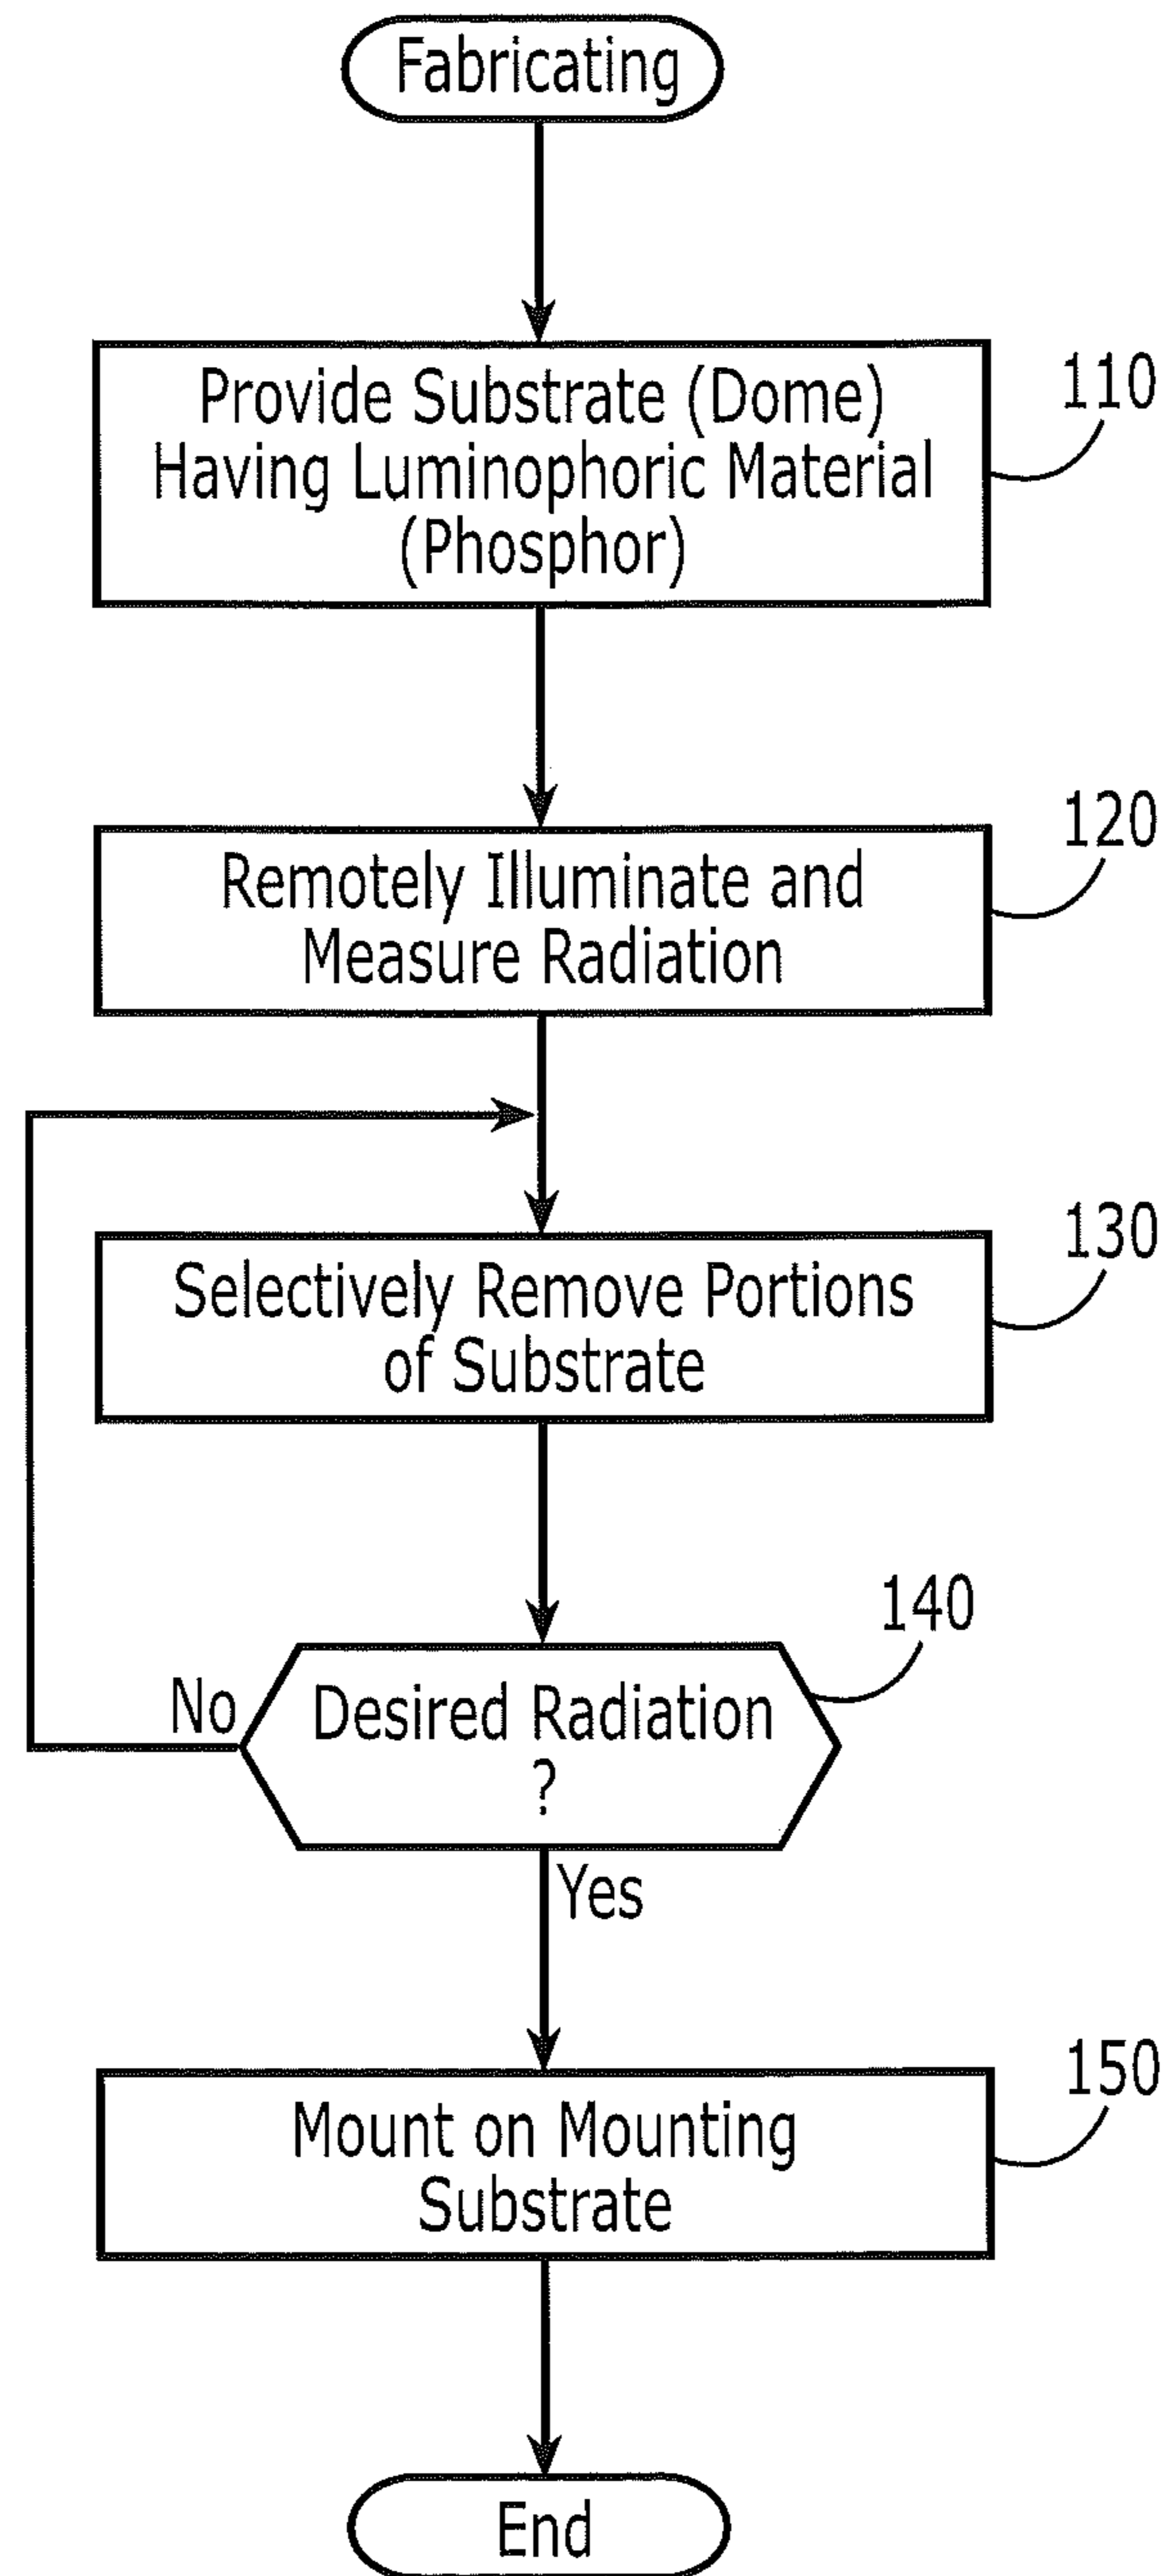 Fabricating
Provide Substrate (Dome)
Having Luminophoric Material
(Phosphor)
110
Remotely Illuminate and
Measure Radiation
120
Selectively Remove Portions
of Substrate
130
Desired Radiation
?
140
No
Yes
Mount on Mounting
Substrate
150
End